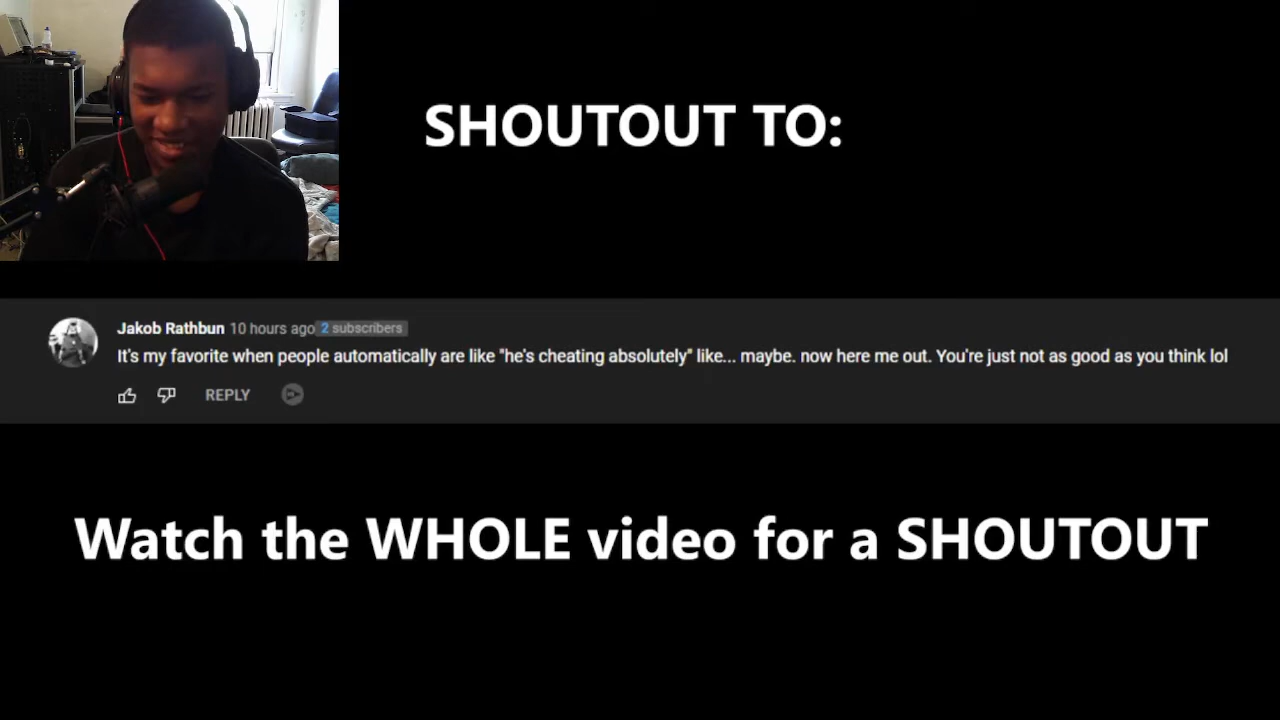 SHOUTOUT TO:
Jakob Rathbun 10 hours ago 2 subscribers
It's my favorite when people automatically are like "he's cheating absolutely" like... maybe. now here me out. You're just not as good as you think lol
REPLY
Watch the WHOLE video for a SHOUTOUT